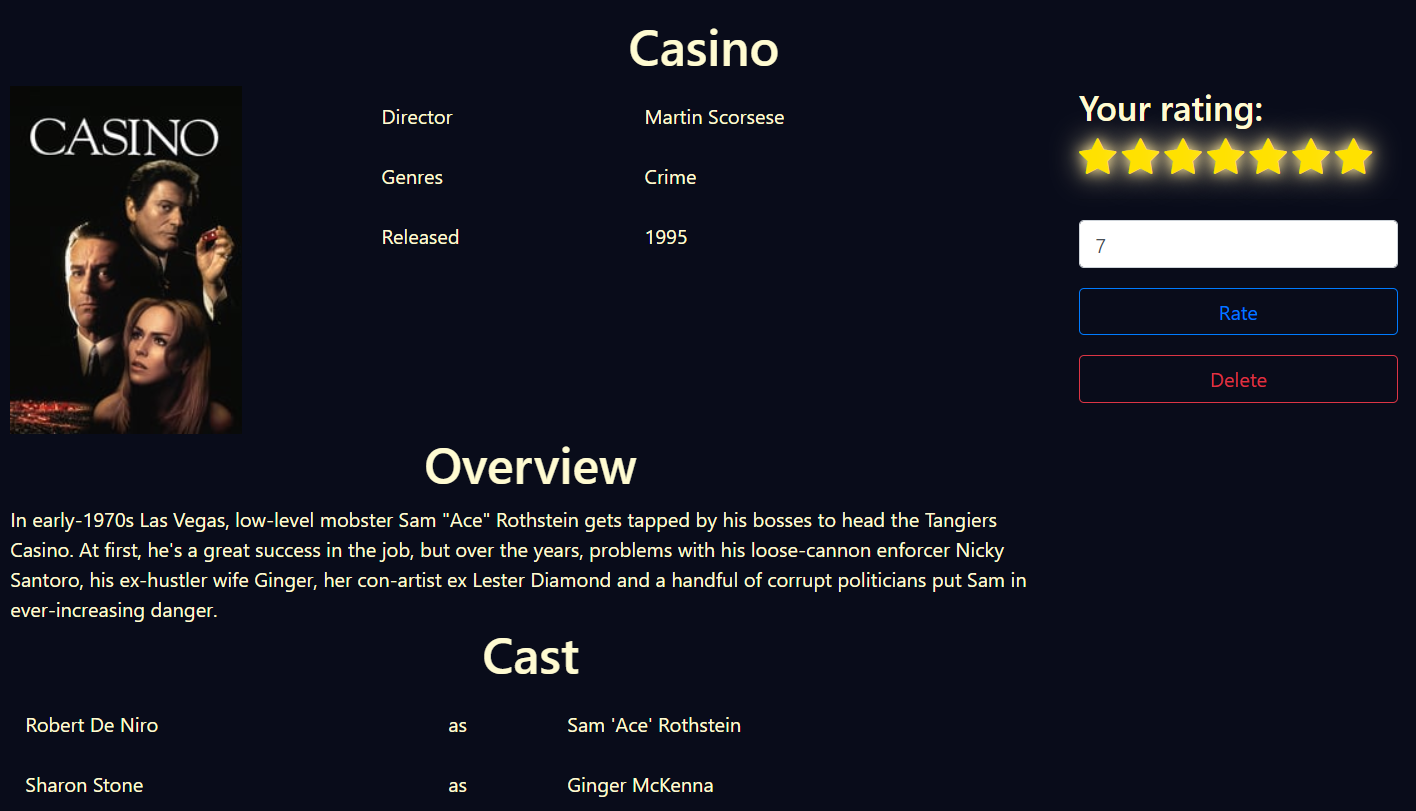 Casino
CASINO
Director Martin Scorsese
Genres Crime
Released 1995
Your rating:
7
Rate
Delete
Overview
In early-1970s Las Vegas, low-level mobster Sam "Ace" Rothstein gets tapped by his bosses to head the Tangiers
Casino. At first, he's a great success in the job, but over the years, problems with his loose-cannon enforcer Nicky
Santoro, his ex-hustler wife Ginger, her con-artist ex Lester Diamond and a handful of corrupt politicians put Sam in
ever-increasing danger.
Cast
Robert De Niro as Sam 'Ace' Rothstein
Sharon Stone as Ginger McKenna